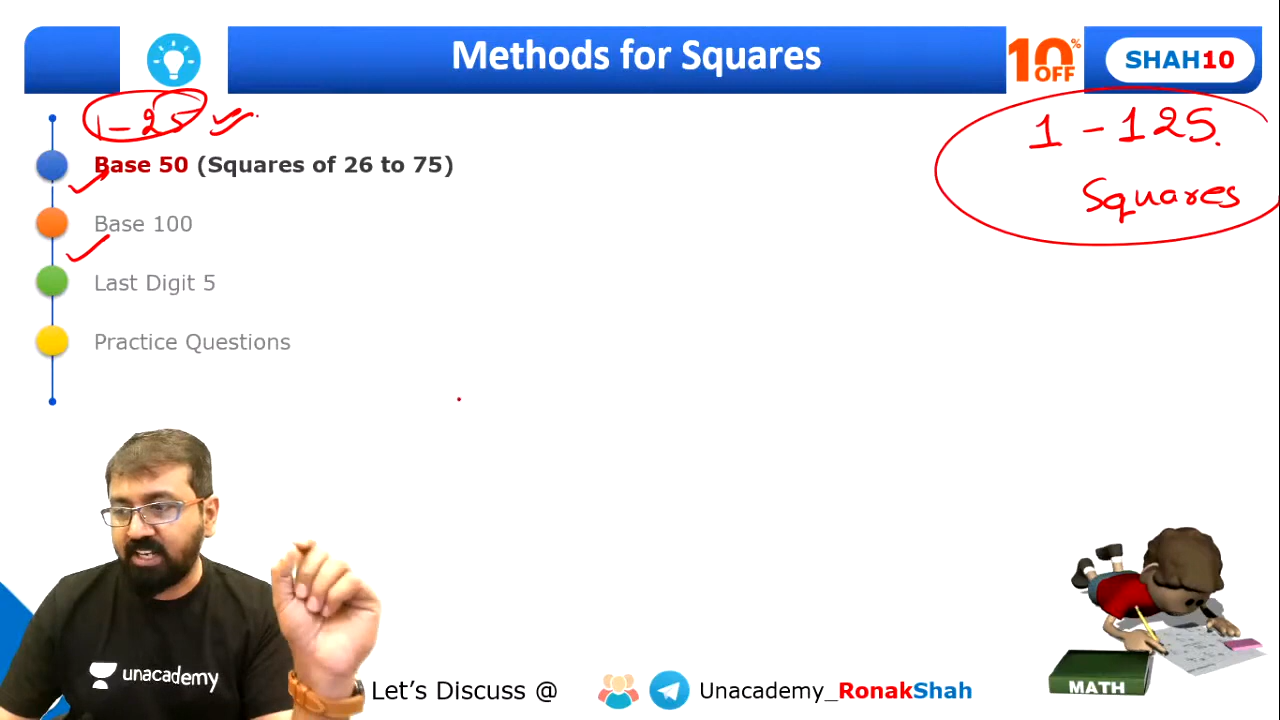 Methods for Squares
10%
OFF
SHAH10
1-25
1-125
Squares
Base 50 (Squares of 26 to 75)
Base 100
Last Digit 5
Practice Questions
unacademy
MATH
Let’s Discuss @
Unacademy_RonakShah